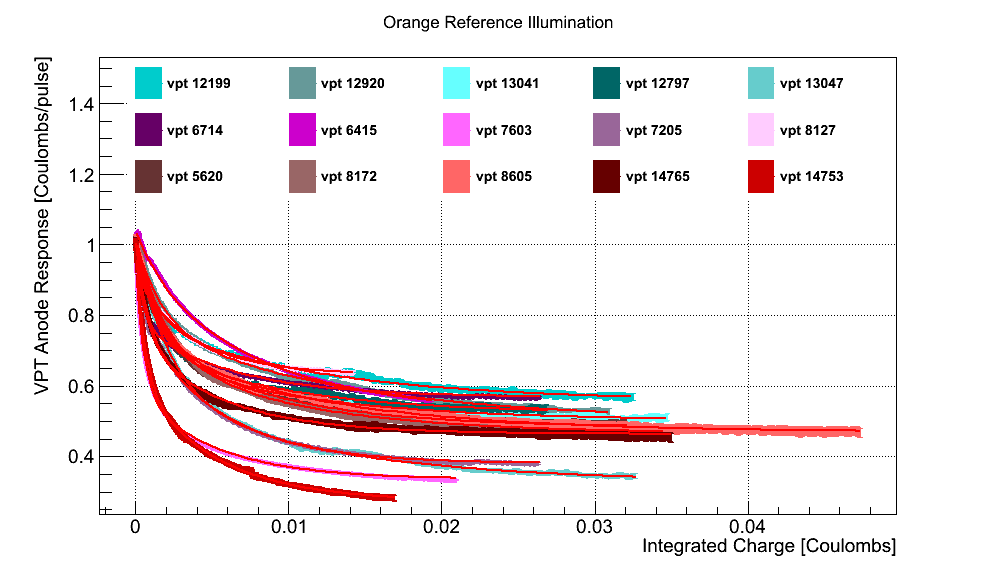 Orange Reference Illumination
VPT Anode Response [Coulombs/pulse]
vpt 12199 vpt 12920 vpt 13041 vpt 12797 vpt 13047
vpt 6714 vpt 6415 vpt 7603 vpt 7205 vpt 8127
vpt 5620 vpt 8172 vpt 8605 vpt 14765 vpt 14753
1.4
1.2
1
0.8
0.6
0.4
0 0.01 0.02 0.03 0.04
Integrated Charge [Coulombs]